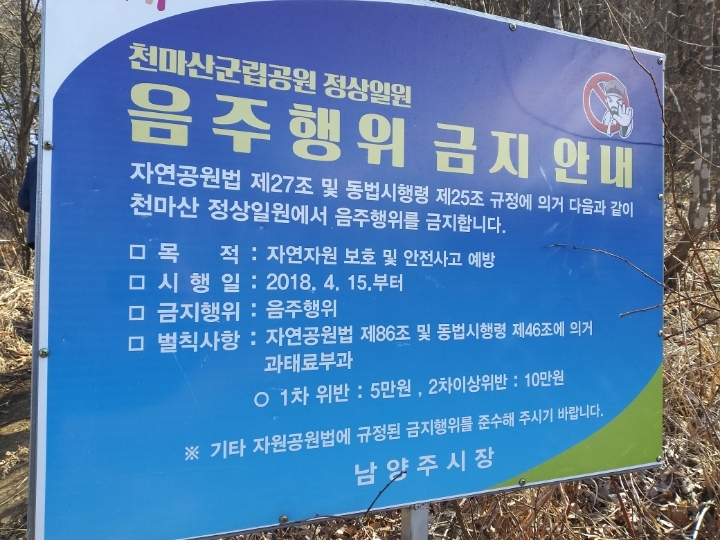 천마산군립공원 정상일원
음주행위 금지 안내
자연공원법 제27조 및 동법시행령 제25조 규정에 의거 다음과 같이
천마산 정상일원에서 음주행위를 금지합니다.
□ 목 적 : 자연자원 보호 및 안전사고 예방
□ 시 행 일 : 2018. 4. 15.부터
□ 금지행위 : 음주행위
□ 벌칙사항 : 자연공원법 제86조 및 동법시행령 제46조에 의거
과태료부과
○ 1차 위반 : 5만원 , 2차이상위반 : 10만원
※ 기타 자원공원법에 규정된 금지행위를 준수해 주시기 바랍니다.
남양주시장